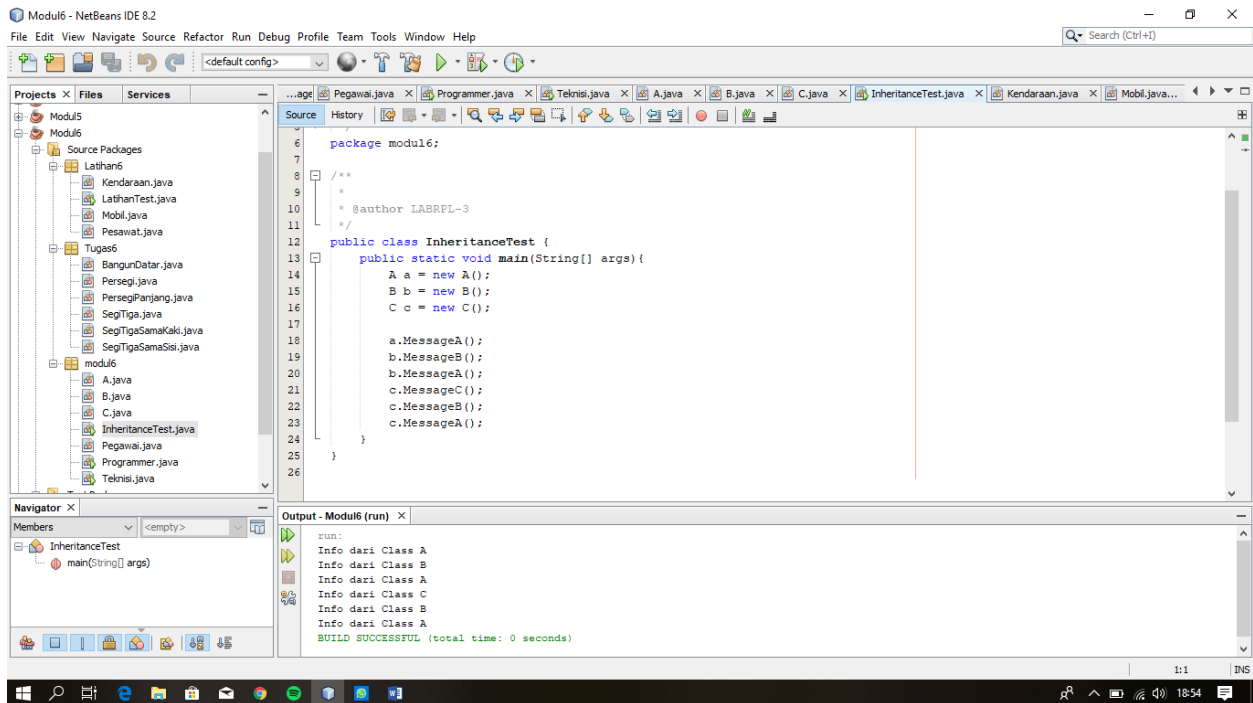 Modul6 - NetBeans IDE 8.2
File Edit View Navigate Source Refactor Run Debug Profile Team Tools Window Help
Search (Ctrl+I)
<default config>
Projects Files Services
...age Pegawai.java Programmer.java Teknisi.java A.java B.java C.java InheritanceTest.java Kendaraan.java Mobil.java...
Source History
Modul5
Modul6
Source Packages
Latihan6
Kendaraan.java
LatihanTest.java
Mobil.java
Pesawat.java
Tugas6
BangunDatar.java
Persegi.java
PersegiPanjang.java
SegiTiga.java
SegiTigaSamaKaki.java
SegiTigaSamaSisi.java
modul6
A.java
B.java
C.java
InheritanceTest.java
Pegawai.java
Programmer.java
Teknisi.java
6 package modul6;
7
8 /**
9 *
10 * @author LABRPL-3
11 */
12 public class InheritanceTest {
13 public static void main(String[] args){
14 A a = new A();
15 B b = new B();
16 C c = new C();
17
18 a.MessageA();
19 b.MessageB();
20 b.MessageA();
21 c.MessageC();
22 c.MessageB();
23 c.MessageA();
24 }
25 }
26
Navigator
Members <empty>
InheritanceTest
main(String[] args)
Output - Modul6 (run)
run:
Info dari Class A
Info dari Class B
Info dari Class A
Info dari Class C
Info dari Class B
Info dari Class A
BUILD SUCCESSFUL (total time: 0 seconds)
1:1 INS
18:54